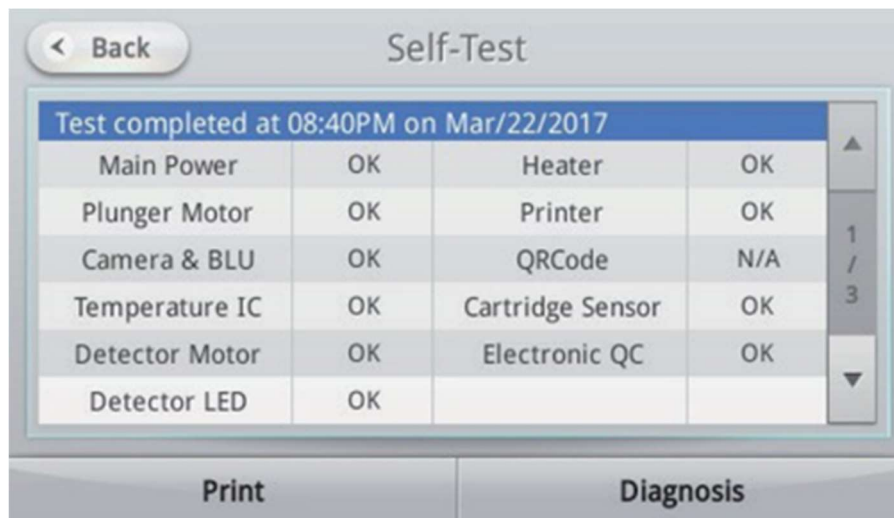 Back
Self-Test
Test completed at 08:40PM on Mar/22/2017
Main Power OK Heater OK
Plunger Motor OK Printer OK
Camera & BLU OK QRCode N/A
Temperature IC OK Cartridge Sensor OK
Detector Motor OK Electronic QC OK
Detector LED OK
1
/
3
Print
Diagnosis